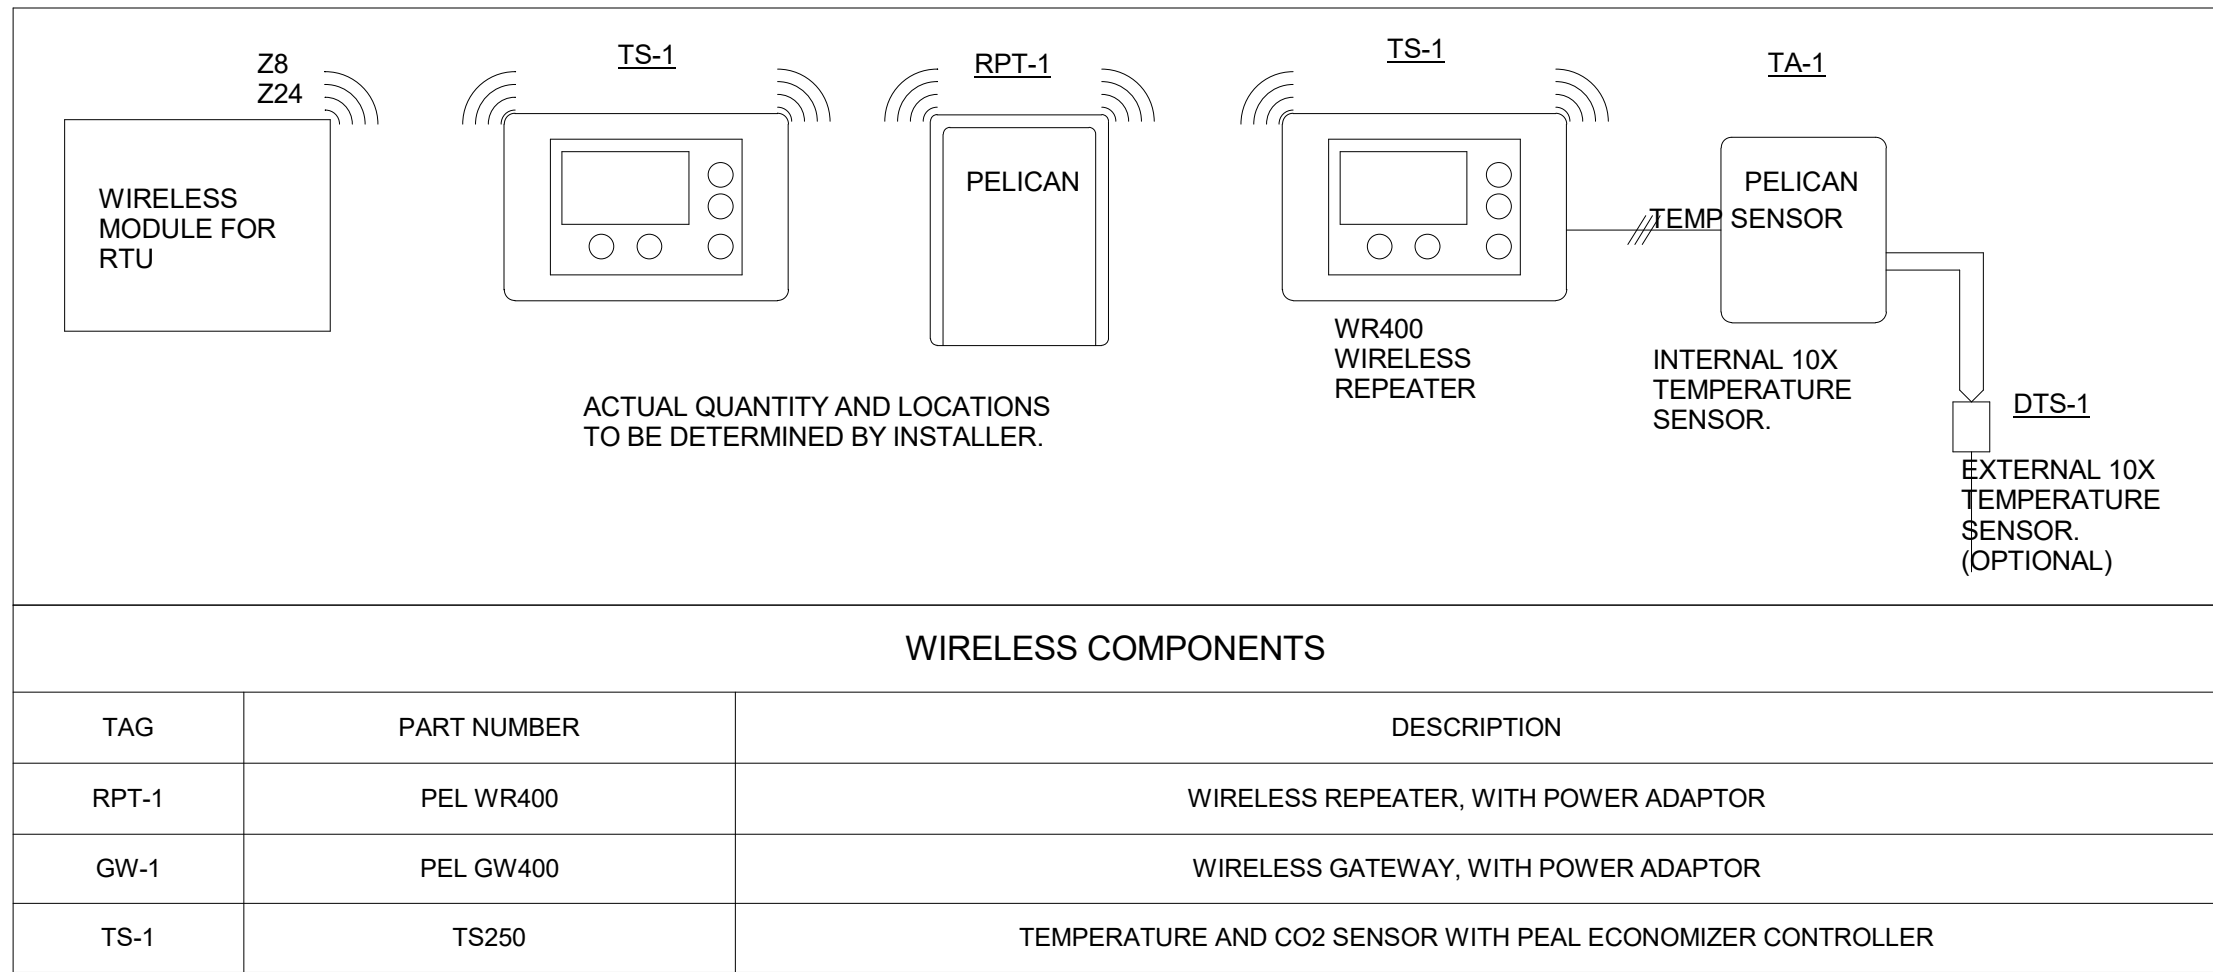 Z8
Z24
TS-1
RPT-1
TS-1
TA-1
WIRELESS
MODULE FOR
RTU
PELICAN
PELICAN
TEMP SENSOR
WR400
WIRELESS
REPEATER
INTERNAL 10X
TEMPERATURE
SENSOR.
ACTUAL QUANTITY AND LOCATIONS
TO BE DETERMINED BY INSTALLER.
DTS-1
EXTERNAL 10X
TEMPERATURE
SENSOR.
(OPTIONAL)
WIRELESS COMPONENTS
TAG PART NUMBER DESCRIPTION
RPT-1 PEL WR400 WIRELESS REPEATER, WITH POWER ADAPTOR
GW-1 PEL GW400 WIRELESS GATEWAY, WITH POWER ADAPTOR
TS-1 TS250 TEMPERATURE AND CO2 SENSOR WITH PEAL ECONOMIZER CONTROLLER